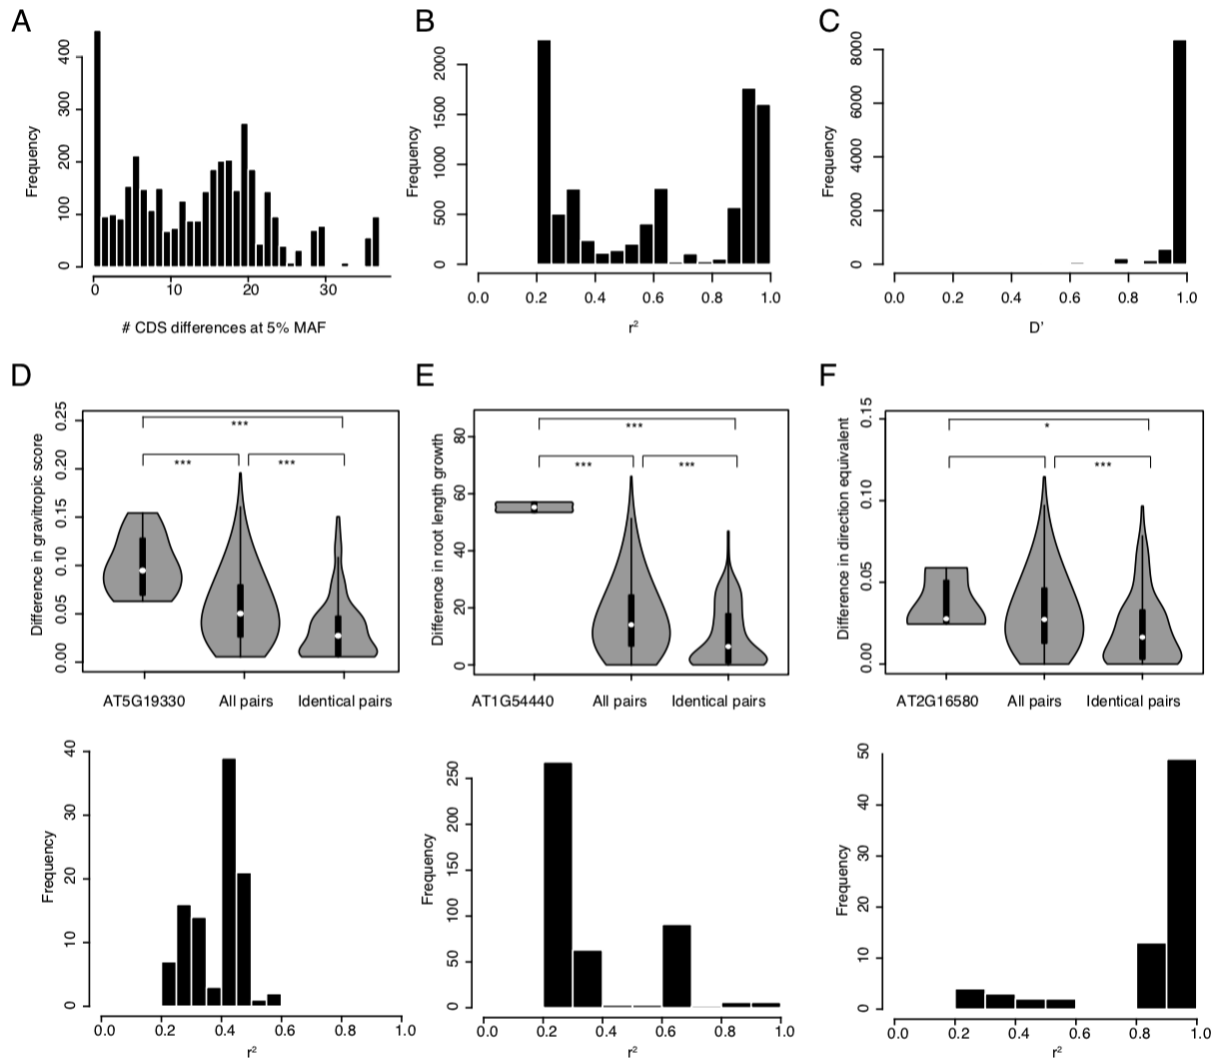 A
B
C
Frequency
0
100
200
300
400
0
10
20
30
# CDS differences at 5% MAF
Frequency
0
500
1000
1500
2000
0.0
0.2
0.4
0.6
0.8
1.0
r²
Frequency
0
2000
4000
6000
8000
0.0
0.2
0.4
0.6
0.8
1.0
D'
D
E
F
Difference in gravitropic score
0.00
0.05
0.10
0.15
0.20
0.25
***
***
***
AT5G19330
All pairs
Identical pairs
Difference in root length growth
0
20
40
60
80
***
***
***
AT1G54440
All pairs
Identical pairs
Difference in direction equivalent
0.00
0.05
0.10
0.15
*
***
AT2G16580
All pairs
Identical pairs
Frequency
0
10
20
30
40
0.0
0.2
0.4
0.6
0.8
1.0
r²
Frequency
0
50
100
150
200
250
0.0
0.2
0.4
0.6
0.8
1.0
r²
Frequency
0
10
20
30
40
50
0.0
0.2
0.4
0.6
0.8
1.0
r²